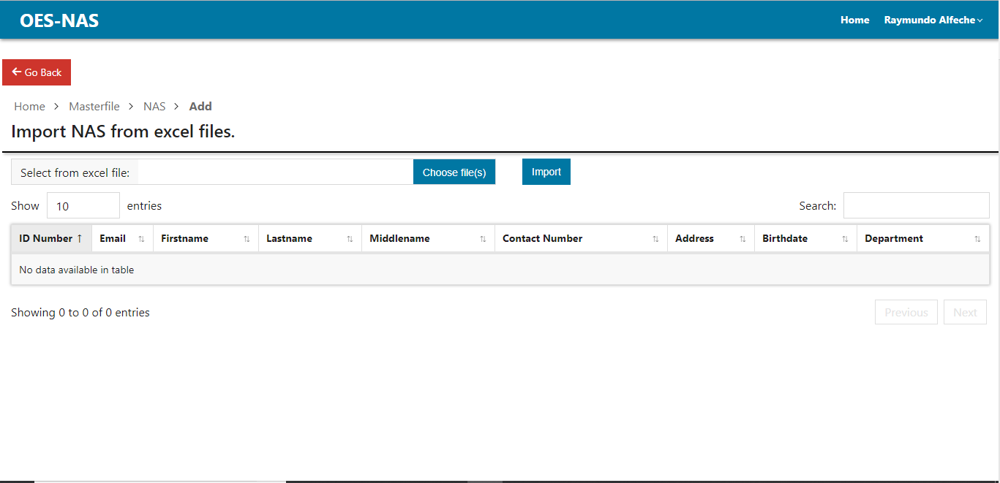 OES-NAS Home Raymundo Alfeche
Go Back
Home > Masterfile > NAS > Add
Import NAS from excel files.
Select from excel file: Choose file(s) Import
Show 10 entries Search:
ID Number Email Firstname Lastname Middlename Contact Number Address Birthdate Department
No data available in table
Showing 0 to 0 of 0 entries Previous Next